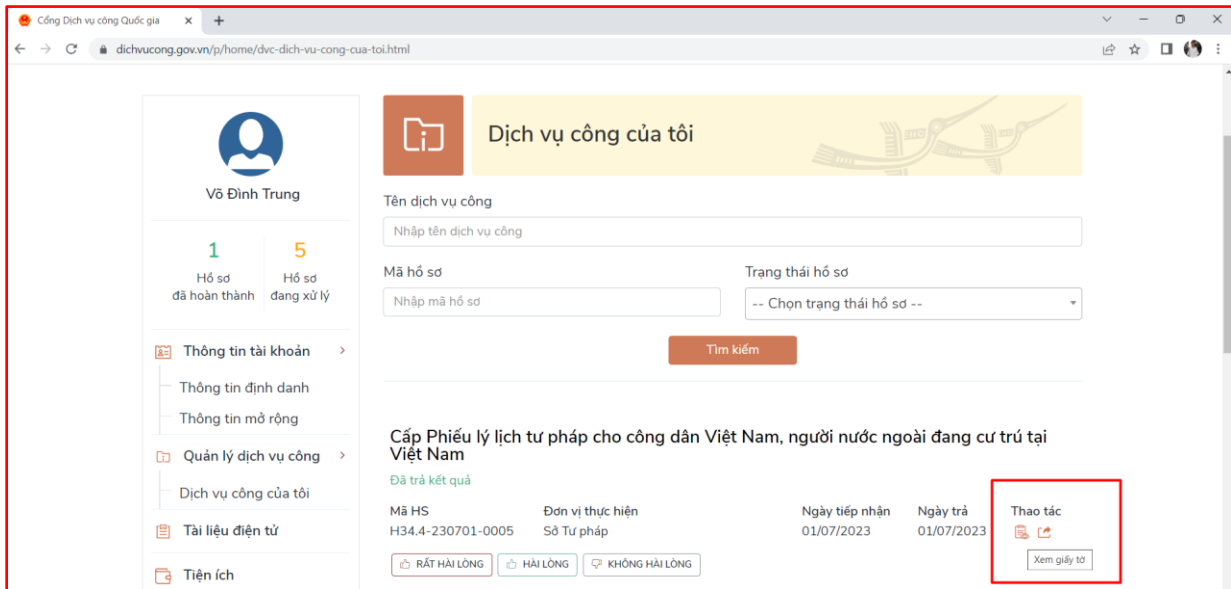 Cổng Dịch vụ công Quốc gia
dichvucong.gov.vn/p/home/dvc-dich-vu-cong-cua-toi.html
Võ Đình Trung
1 5
Hồ sơ Hồ sơ
đã hoàn thành đang xử lý
Thông tin tài khoản
Thông tin định danh
Thông tin mở rộng
Quản lý dịch vụ công
Dịch vụ công của tôi
Tài liệu điện tử
Tiện ích
Dịch vụ công của tôi
Tên dịch vụ công
Nhập tên dịch vụ công
Mã hồ sơ Trạng thái hồ sơ
Nhập mã hồ sơ -- Chọn trạng thái hồ sơ --
Tìm kiếm
Cấp Phiếu lý lịch tư pháp cho công dân Việt Nam, người nước ngoài đang cư trú tại
Việt Nam
Đã trả kết quả
Mã HS Đơn vị thực hiện Ngày tiếp nhận Ngày trả Thao tác
H34.4-230701-0005 Sở Tư pháp 01/07/2023 01/07/2023
Xem giấy tờ
RẤT HÀI LÒNG HÀI LÒNG KHÔNG HÀI LÒNG